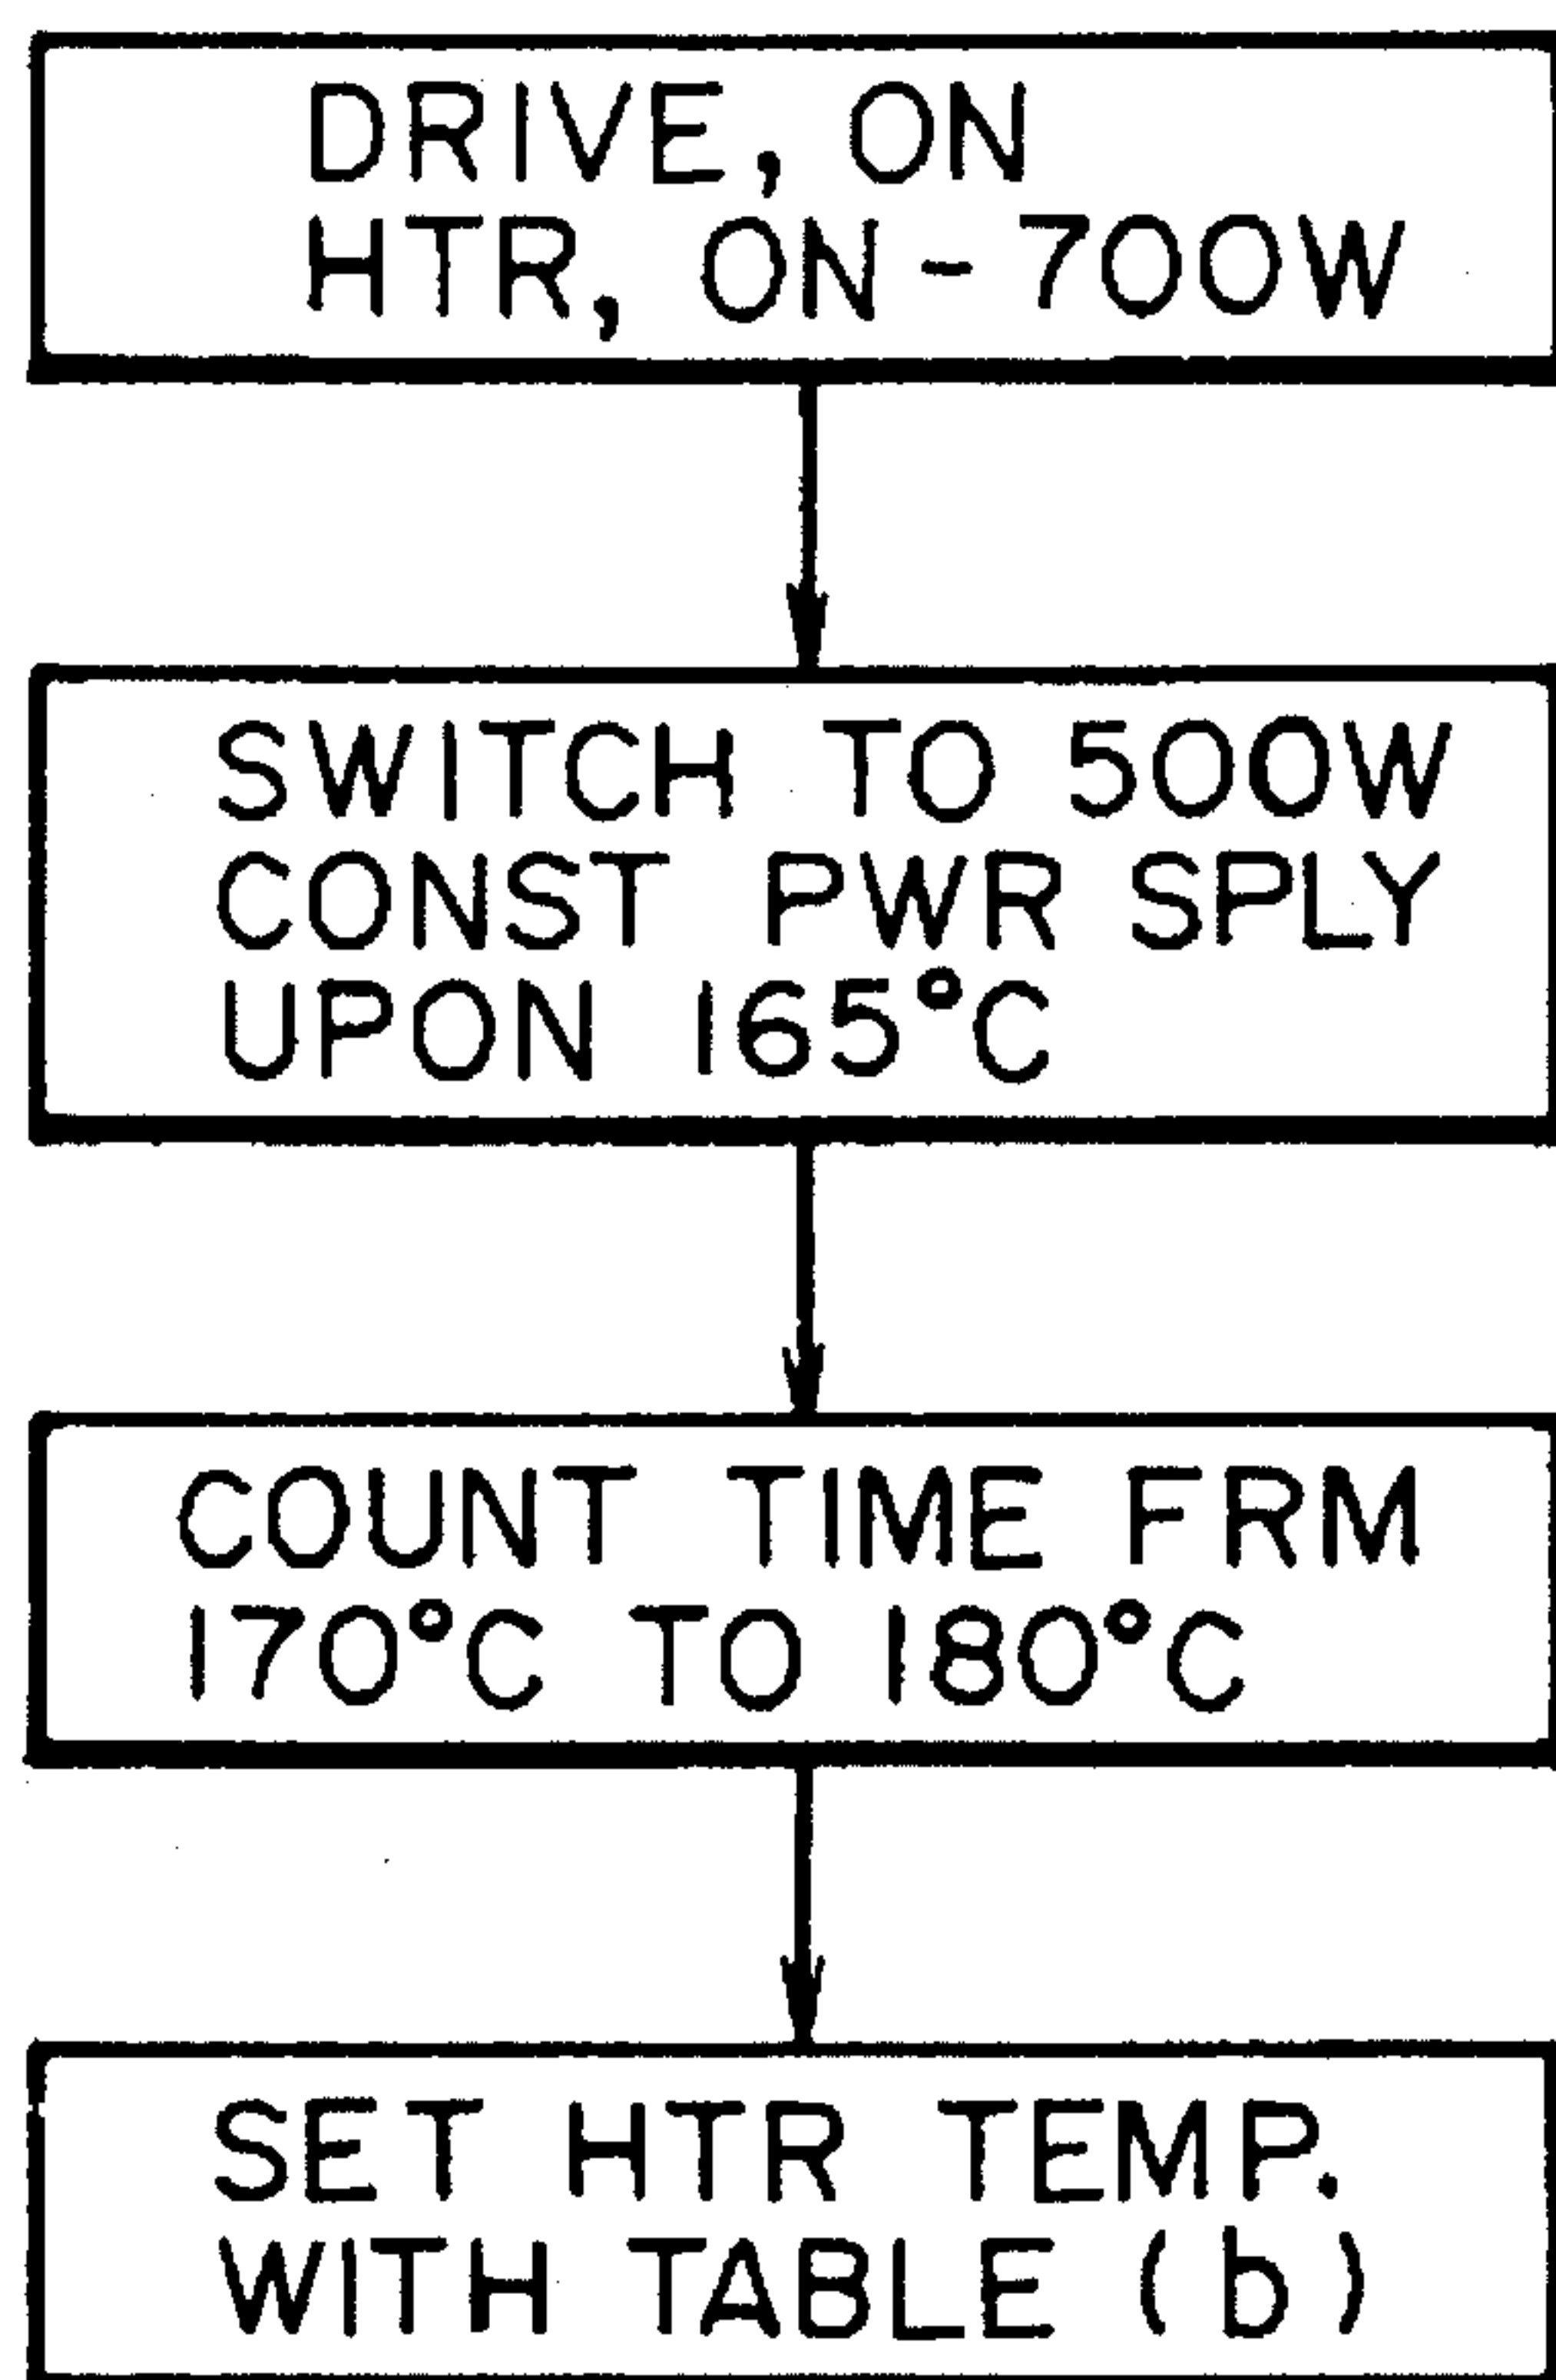 DRIVE, ON
HTR, ON - 700W
SWITCH TO 500W
CONST PWR SPLY
UPON 165°C
COUNT TIME FRM
170°C TO 180°C
SET HTR TEMP.
WITH TABLE (b)